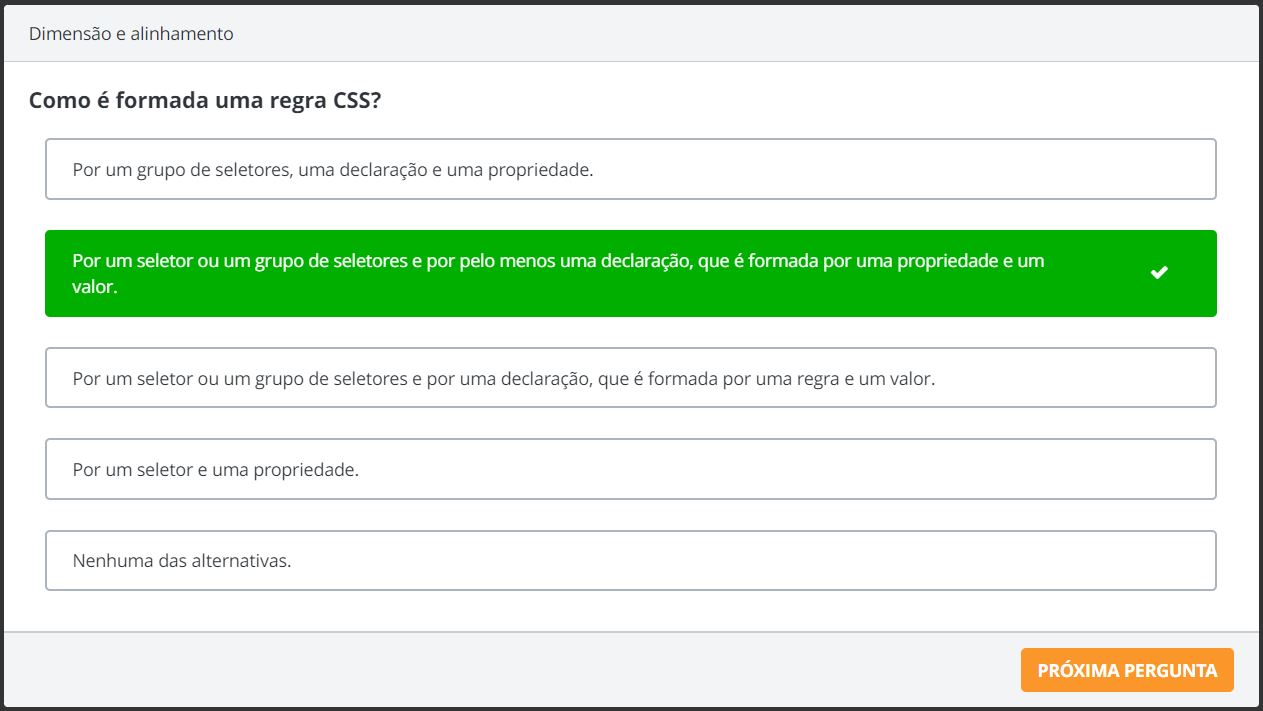 Dimensão e alinhamento
Como é formada uma regra CSS?
Por um grupo de seletores, uma declaração e uma propriedade.
Por um seletor ou um grupo de seletores e por pelo menos uma declaração, que é formada por uma propriedade e um
valor.
Por um seletor ou um grupo de seletores e por uma declaração, que é formada por uma regra e um valor.
Por um seletor e uma propriedade.
Nenhuma das alternativas.
PRÓXIMA PERGUNTA